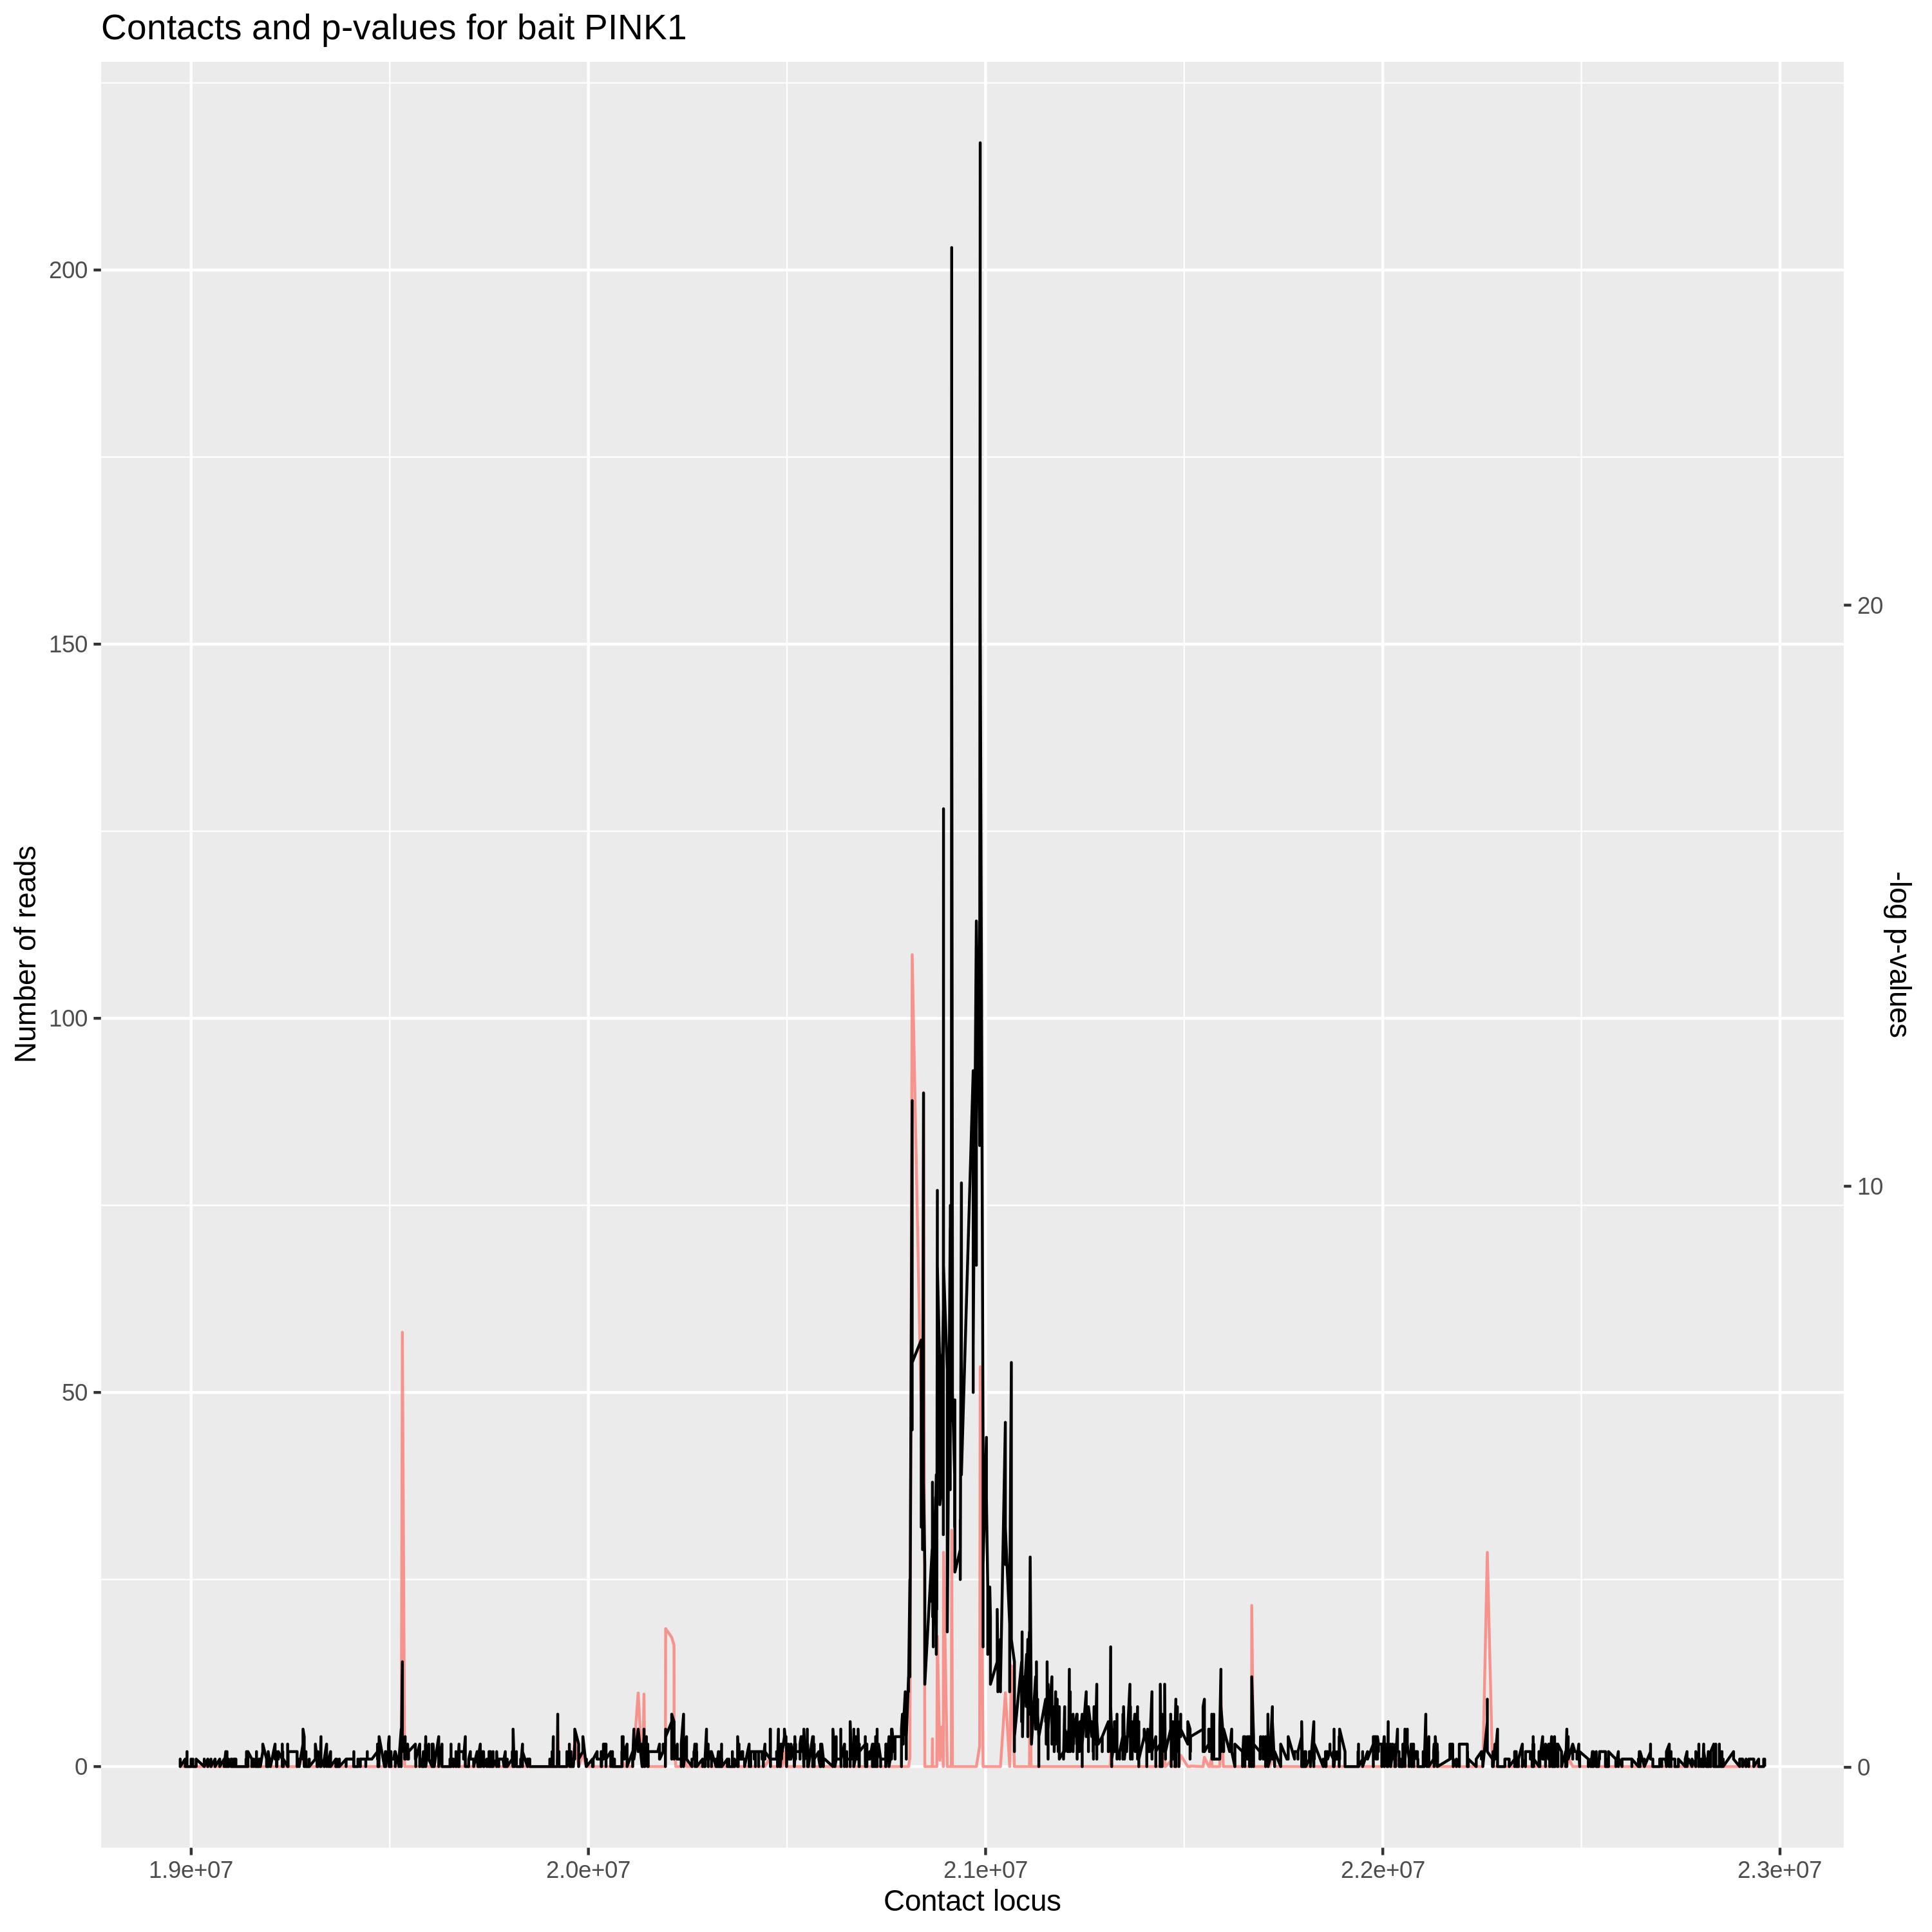 Contacts and p-values for bait PINK1
200
150
100
50
0
Number of reads
20
10
0
-log p-values
1.9e+07 2.0e+07 2.1e+07 2.2e+07 2.3e+07
Contact locus